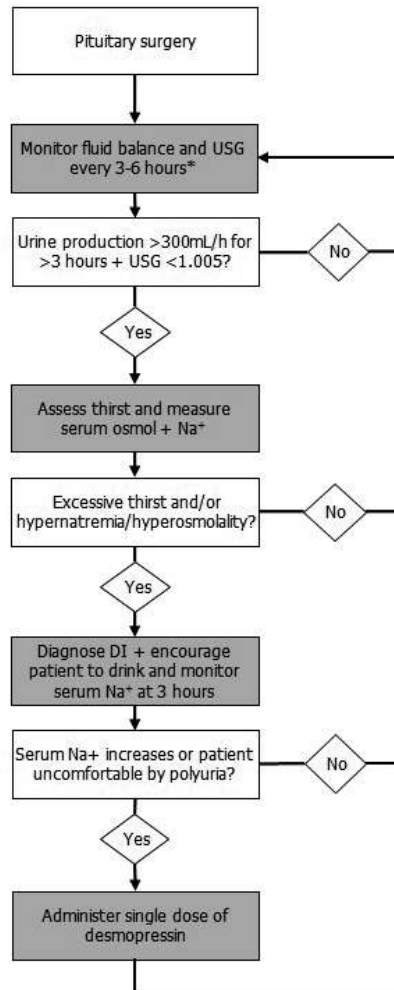 Pituitary surgery
Monitor fluid balance and USG
every 3-6 hours*
Urine production >300mL/h for
>3 hours + USG <1.005?
No
Yes
Assess thirst and measure
serum osmol + Na⁺
Excessive thirst and/or
hypernatremia/hyperosmolality?
No
Yes
Diagnose DI + encourage
patient to drink and monitor
serum Na⁺ at 3 hours
Serum Na+ increases or patient
uncomfortable by polyuria?
No
Yes
Administer single dose of
desmopressin